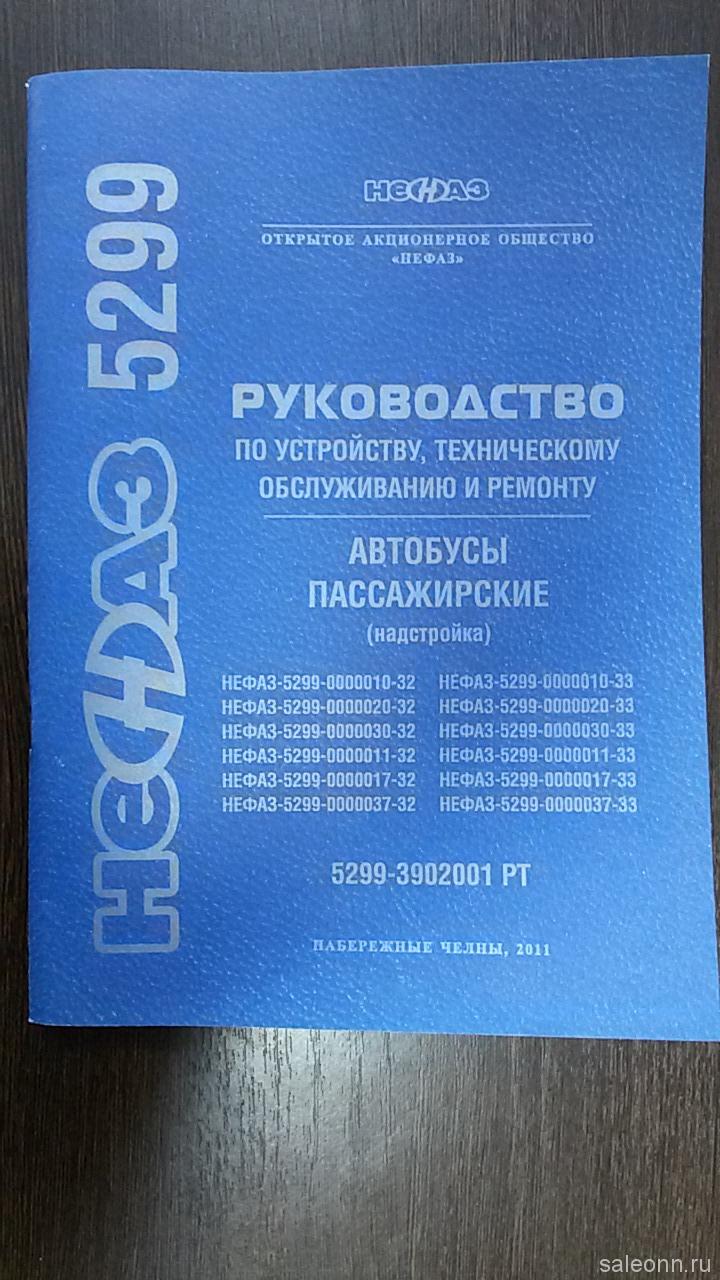 НЕФАЗ 5299
НЕФАЗ
ОТКРЫТОЕ АКЦИОНЕРНОЕ ОБЩЕСТВО
«НЕФАЗ»
РУКОВОДСТВО
ПО УСТРОЙСТВУ, ТЕХНИЧЕСКОМУ
ОБСЛУЖИВАНИЮ И РЕМОНТУ
АВТОБУСЫ
ПАССАЖИРСКИЕ
(надстройка)
НЕФАЗ-5299-0000010-32 НЕФАЗ-5299-0000010-33
НЕФАЗ-5299-0000020-32 НЕФАЗ-5299-0000020-33
НЕФАЗ-5299-0000030-32 НЕФАЗ-5299-0000030-33
НЕФАЗ-5299-0000011-32 НЕФАЗ-5299-0000011-33
НЕФАЗ-5299-0000017-32 НЕФАЗ-5299-0000017-33
НЕФАЗ-5299-0000037-32 НЕФАЗ-5299-0000037-33
5299-3902001 РТ
НАБЕРЕЖНЫЕ ЧЕЛНЫ, 2011
saleonn.ru